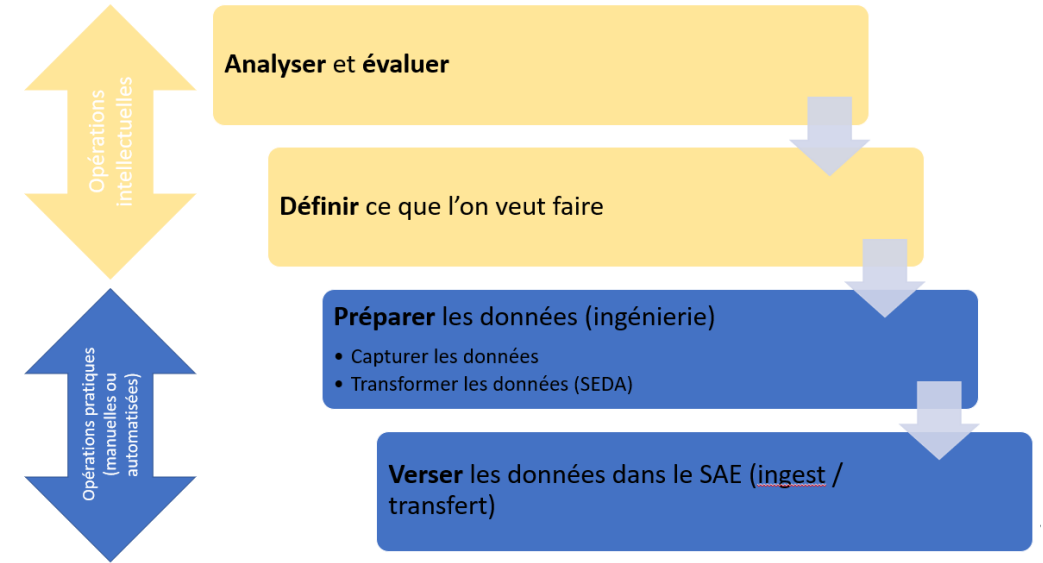 Opérations
intellectuelles
Analyser et évaluer
Définir ce que l'on veut faire
Opérations pratiques
(manuelles ou
automatisées)
Préparer les données (ingénierie)
• Capturer les données
• Transformer les données (SEDA)
Verser les données dans le SAE (ingest /
transfert)